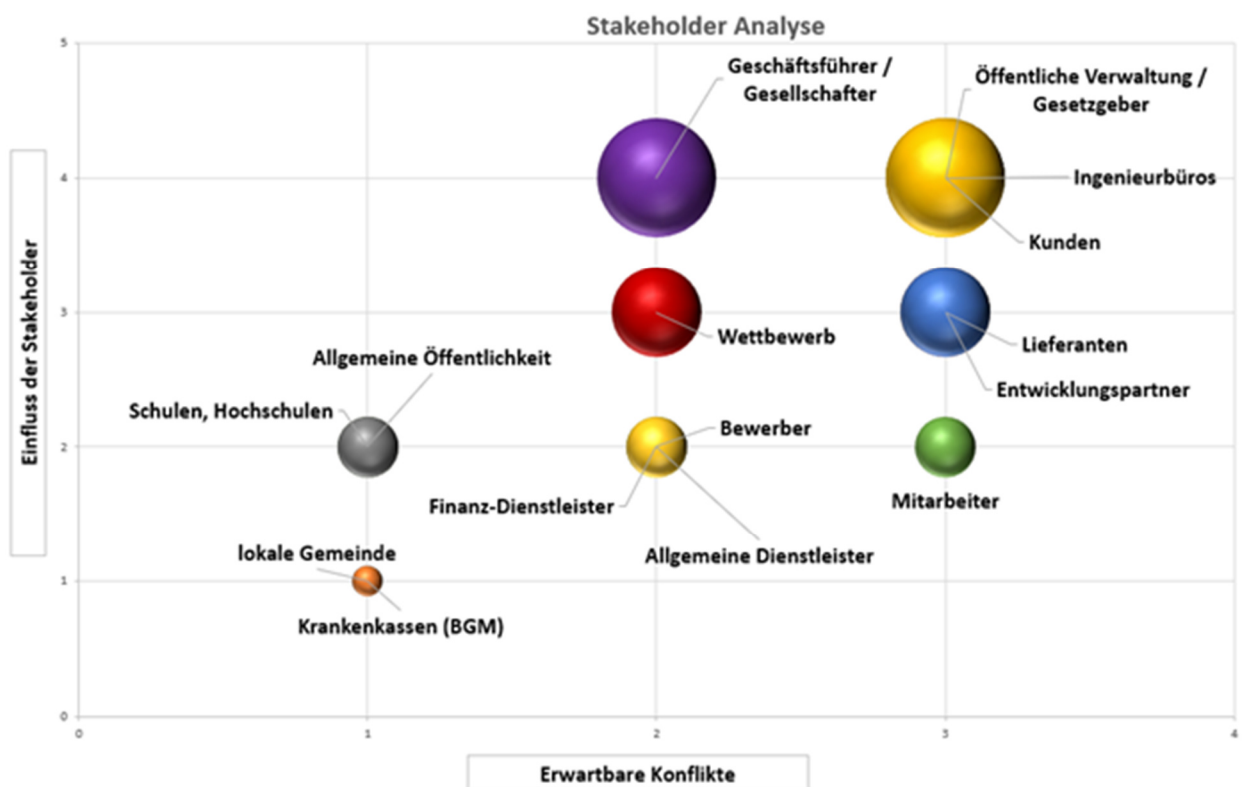 Stakeholder Analyse
5
Geschäftsführer /
Gesellschafter
Öffentliche Verwaltung /
Gesetzgeber
4
Ingenieurbüros
Kunden
Einfluss der Stakeholder
3
Wettbewerb
Lieferanten
Allgemeine Öffentlichkeit
Entwicklungspartner
Schulen, Hochschulen
Bewerber
2
Finanz-Dienstleister
Mitarbeiter
Allgemeine Dienstleister
lokale Gemeinde
1
Krankenkassen (BGM)
0
0 1 2 3 4
Erwartbare Konflikte